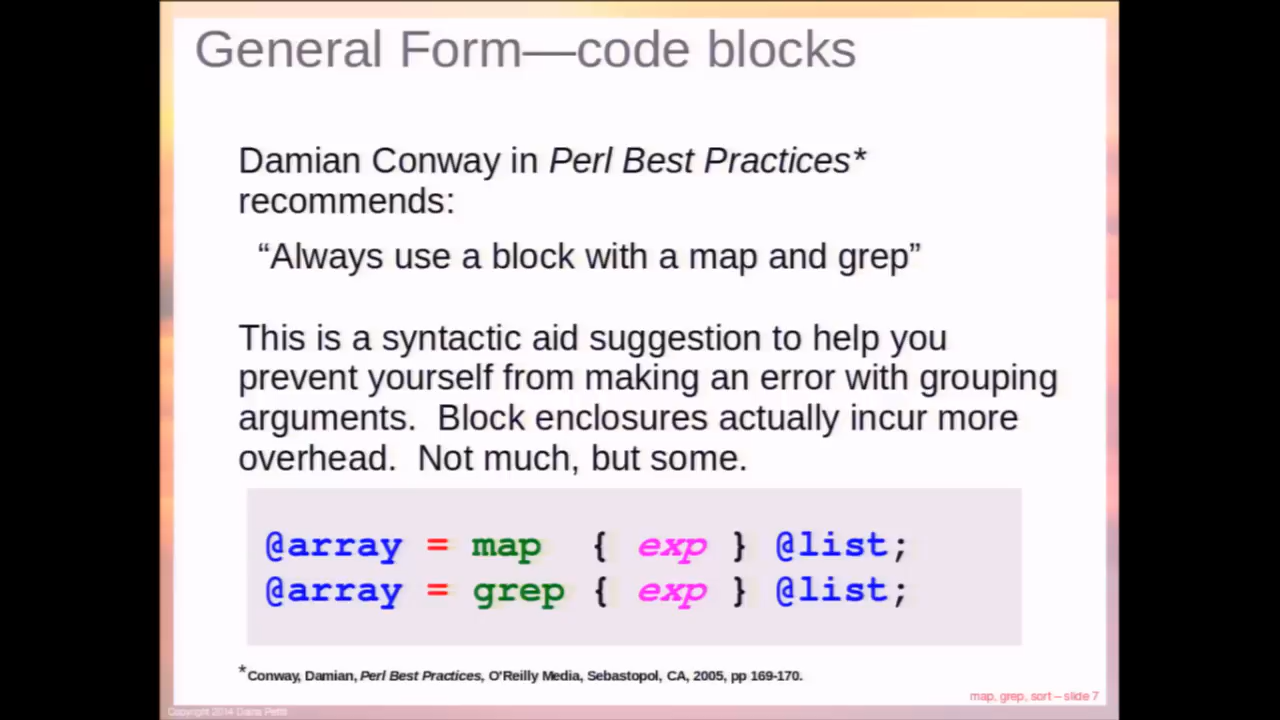 General Form—code blocks
Damian Conway in Perl Best Practices*
recommends:
“Always use a block with a map and grep”
This is a syntactic aid suggestion to help you
prevent yourself from making an error with grouping
arguments.  Block enclosures actually incur more
overhead.  Not much, but some.
@array = map  { exp } @list;
@array = grep { exp } @list;
*Conway, Damian, Perl Best Practices, O'Reilly Media, Sebastopol, CA, 2005, pp 169-170.
map, grep, sort – slide 7
Copyright 2014